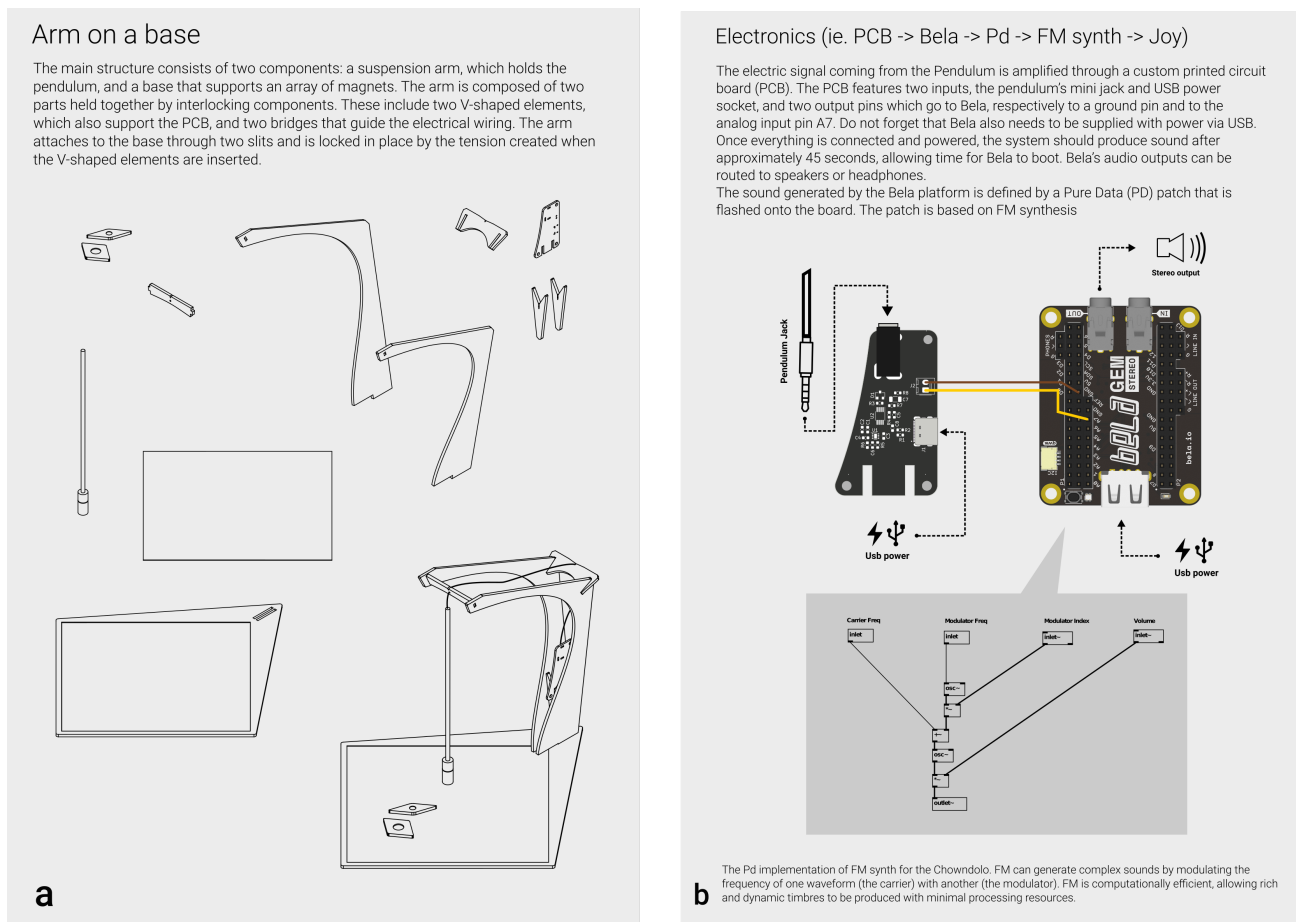 Arm on a base
The main structure consists of two components: a suspension arm, which holds the
pendulum, and a base that supports an array of magnets. The arm is composed of two
parts held together by interlocking components. These include two V-shaped elements,
which also support the PCB, and two bridges that guide the electrical wiring. The arm
attaches to the base through two slits and is locked in place by the tension created when
the V-shaped elements are inserted.
a
Electronics (ie. PCB -> Bela -> Pd -> FM synth -> Joy)
The electric signal coming from the Pendulum is amplified through a custom printed circuit
board (PCB). The PCB features two inputs, the pendulum's mini jack and USB power
socket, and two output pins which go to Bela, respectively to a ground pin and to the
analog input pin A7. Do not forget that Bela also needs to be supplied with power via USB.
Once everything is connected and powered, the system should produce sound after
approximately 45 seconds, allowing time for Bela to boot. Bela's audio outputs can be
routed to speakers or headphones.
The sound generated by the Bela platform is defined by a Pure Data (PD) patch that is
flashed onto the board. The patch is based on FM synthesis
Stereo output
Pendulum Jack
OUT
IN
PHONES
LINE IN
LINE OUT
bela GEM
STEREO
bela.io
P1
P2
J2
J1
Usb power
Usb power
Carrier Freq
Modulator Freq
Modulator Index
Volume
inlet
inlet
inlet~
inlet~
osc~
osc~
outlet~
The Pd implementation of FM synth for the Chowndolo. FM can generate complex sounds by modulating the
frequency of one waveform (the carrier) with another (the modulator). FM is computationally efficient, allowing rich
and dynamic timbres to be produced with minimal processing resources.
b